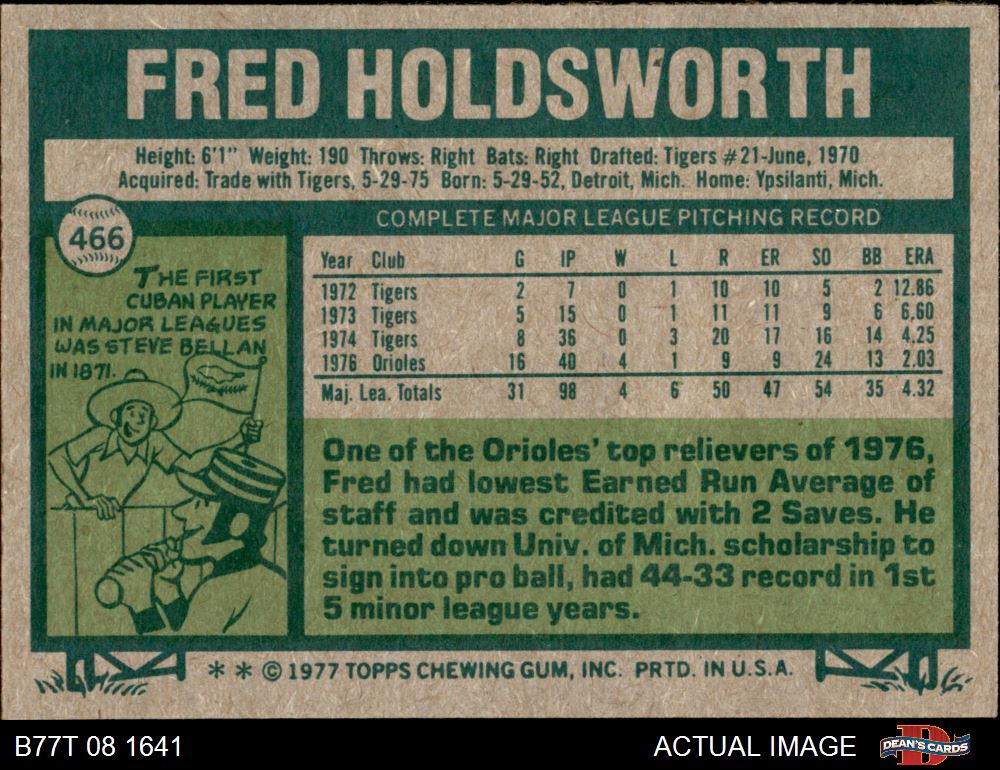 FRED HOLDSWORTH
Height: 6'1" Weight: 190 Throws: Right Bats: Right Drafted: Tigers #21-June, 1970
Acquired: Trade with Tigers, 5-29-75 Born: 5-29-52, Detroit, Mich. Home: Ypsilanti, Mich.
466
THE FIRST
CUBAN PLAYER
IN MAJOR LEAGUES
WAS STEVE BELLAN
IN 1871.
COMPLETE MAJOR LEAGUE PITCHING RECORD
Year Club G IP W L R ER SO BB ERA
1972 Tigers 2 7 0 1 10 10 5 2 12.86
1973 Tigers 5 15 0 1 11 11 9 6 6.60
1974 Tigers 8 36 0 3 20 17 16 14 4.25
1976 Orioles 16 40 4 1 9 9 24 13 2.03
Maj. Lea. Totals 31 98 4 6 50 47 54 35 4.32
One of the Orioles' top relievers of 1976,
Fred had lowest Earned Run Average of
staff and was credited with 2 Saves. He
turned down Univ. of Mich. scholarship to
sign into pro ball, had 44-33 record in 1st
5 minor league years.
** © 1977 TOPPS CHEWING GUM, INC. PRTD. IN U.S.A.
B77T 08 1641
ACTUAL IMAGE
D
DEAN'S CARDS